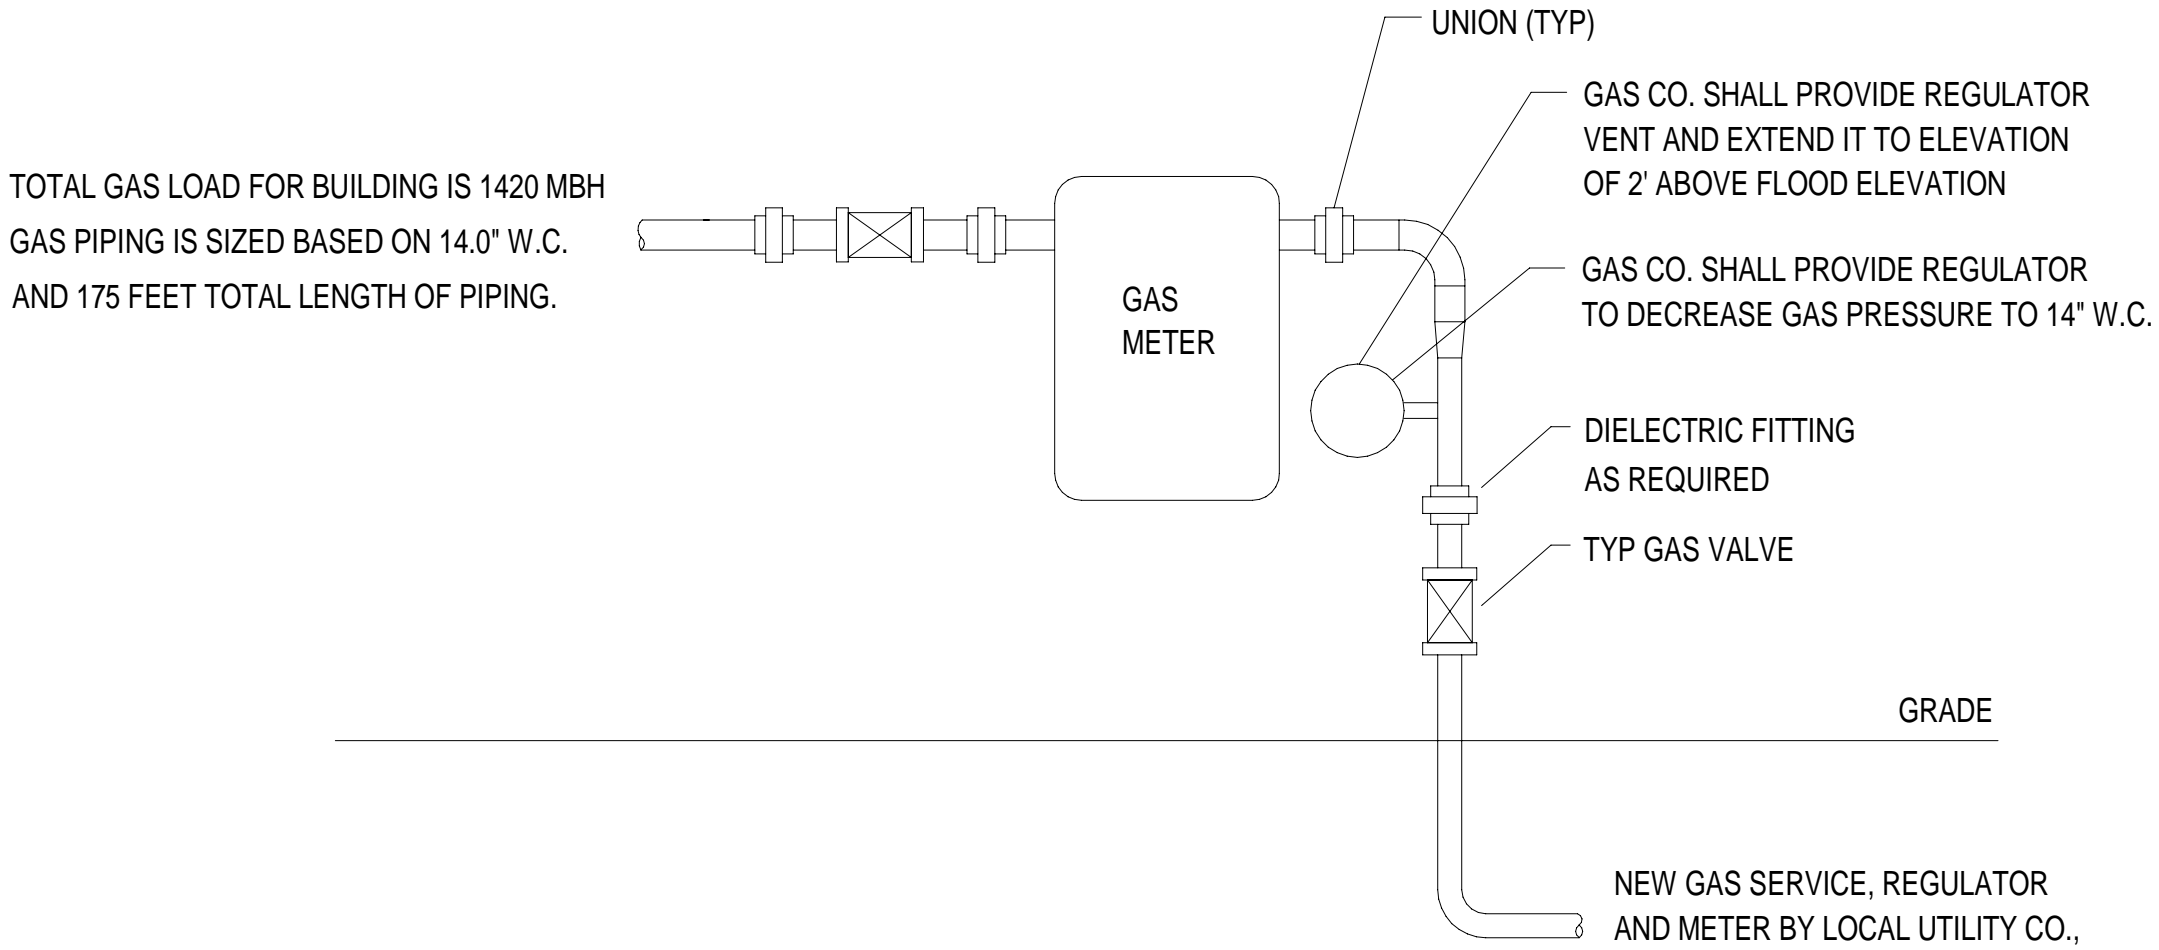 UNION (TYP)
GAS CO. SHALL PROVIDE REGULATOR
VENT AND EXTEND IT TO ELEVATION
OF 2' ABOVE FLOOD ELEVATION
TOTAL GAS LOAD FOR BUILDING IS 1420 MBH
GAS PIPING IS SIZED BASED ON 14.0" W.C.
AND 175 FEET TOTAL LENGTH OF PIPING.
GAS CO. SHALL PROVIDE REGULATOR
TO DECREASE GAS PRESSURE TO 14" W.C.
GAS
METER
DIELECTRIC FITTING
AS REQUIRED
TYP GAS VALVE
GRADE
NEW GAS SERVICE, REGULATOR
AND METER BY LOCAL UTILITY CO.,